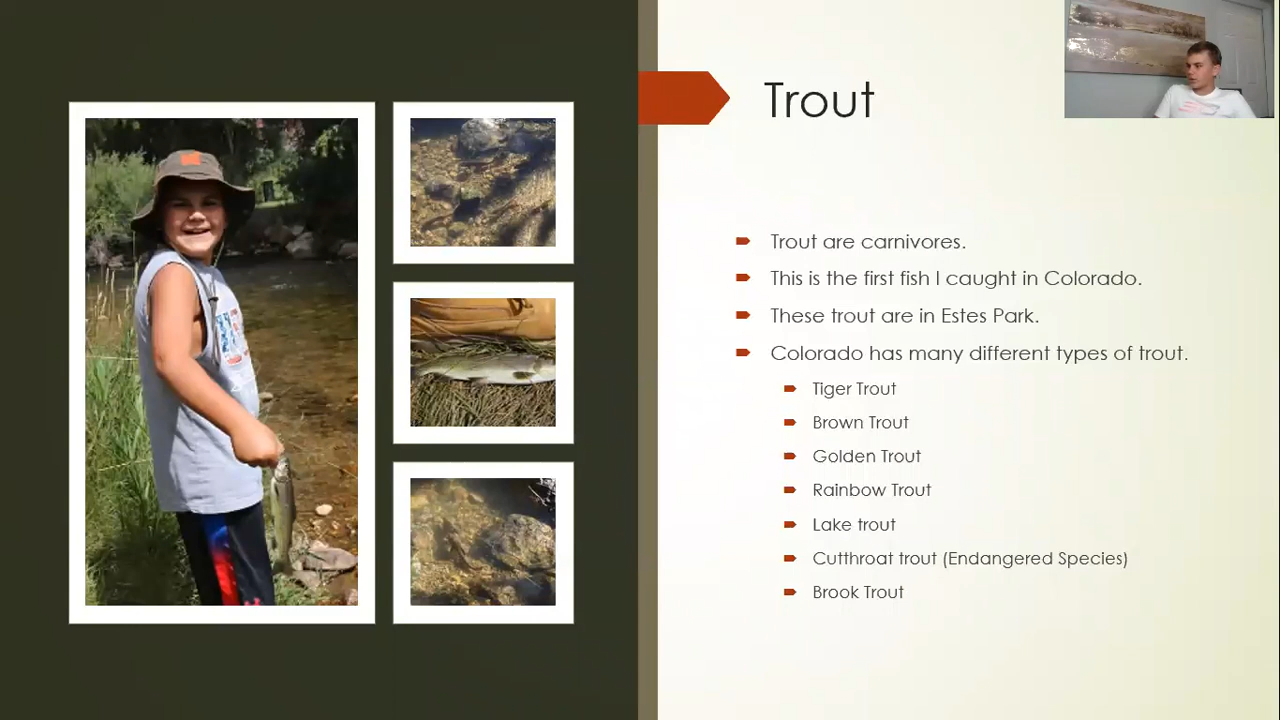 Trout
Trout are carnivores.
This is the first fish I caught in Colorado.
These trout are in Estes Park.
Colorado has many different types of trout.
Tiger Trout
Brown Trout
Golden Trout
Rainbow Trout
Lake trout
Cutthroat trout (Endangered Species)
Brook Trout